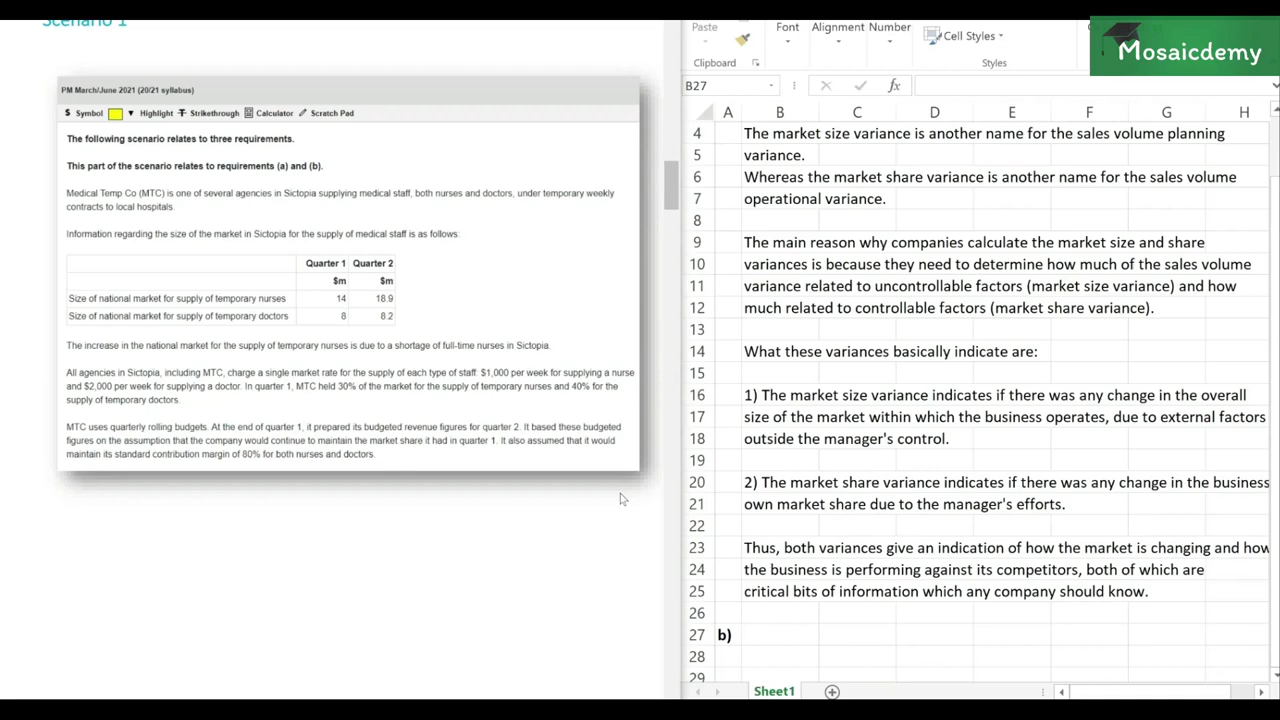 Scenario 1
PM March/June 2021 (20/21 syllabus)
$ Symbol Highlight Strikethrough Calculator Scratch Pad
The following scenario relates to three requirements.
This part of the scenario relates to requirements (a) and (b).
Medical Temp Co (MTC) is one of several agencies in Sictopia supplying medical staff, both nurses and doctors, under temporary weekly
contracts to local hospitals.
Information regarding the size of the market in Sictopia for the supply of medical staff is as follows:
Quarter 1 Quarter 2
$m $m
Size of national market for supply of temporary nurses 14 18.9
Size of national market for supply of temporary doctors 8 8.2
The increase in the national market for the supply of temporary nurses is due to a shortage of full-time nurses in Sictopia.
All agencies in Sictopia, including MTC, charge a single market rate for the supply of each type of staff: $1,000 per week for supplying a nurse
and $2,000 per week for supplying a doctor. In quarter 1, MTC held 30% of the market for the supply of temporary nurses and 40% for the
supply of temporary doctors.
MTC uses quarterly rolling budgets. At the end of quarter 1, it prepared its budgeted revenue figures for quarter 2. It based these budgeted
figures on the assumption that the company would continue to maintain the market share it had in quarter 1. It also assumed that it would
maintain its standard contribution margin of 80% for both nurses and doctors.
Paste Font Alignment Number Cell Styles
Clipboard Styles
Mosaicdemy
B27 fx
A B C D E F G H
4 The market size variance is another name for the sales volume planning
5 variance.
6 Whereas the market share variance is another name for the sales volume
7 operational variance.
8
9 The main reason why companies calculate the market size and share
10 variances is because they need to determine how much of the sales volume
11 variance related to uncontrollable factors (market size variance) and how
12 much related to controllable factors (market share variance).
13
14 What these variances basically indicate are:
15
16 1) The market size variance indicates if there was any change in the overall
17 size of the market within which the business operates, due to external factors
18 outside the manager's control.
19
20 2) The market share variance indicates if there was any change in the business
21 own market share due to the manager's efforts.
22
23 Thus, both variances give an indication of how the market is changing and how
24 the business is performing against its competitors, both of which are
25 critical bits of information which any company should know.
26
27 b)
28
29
Sheet1